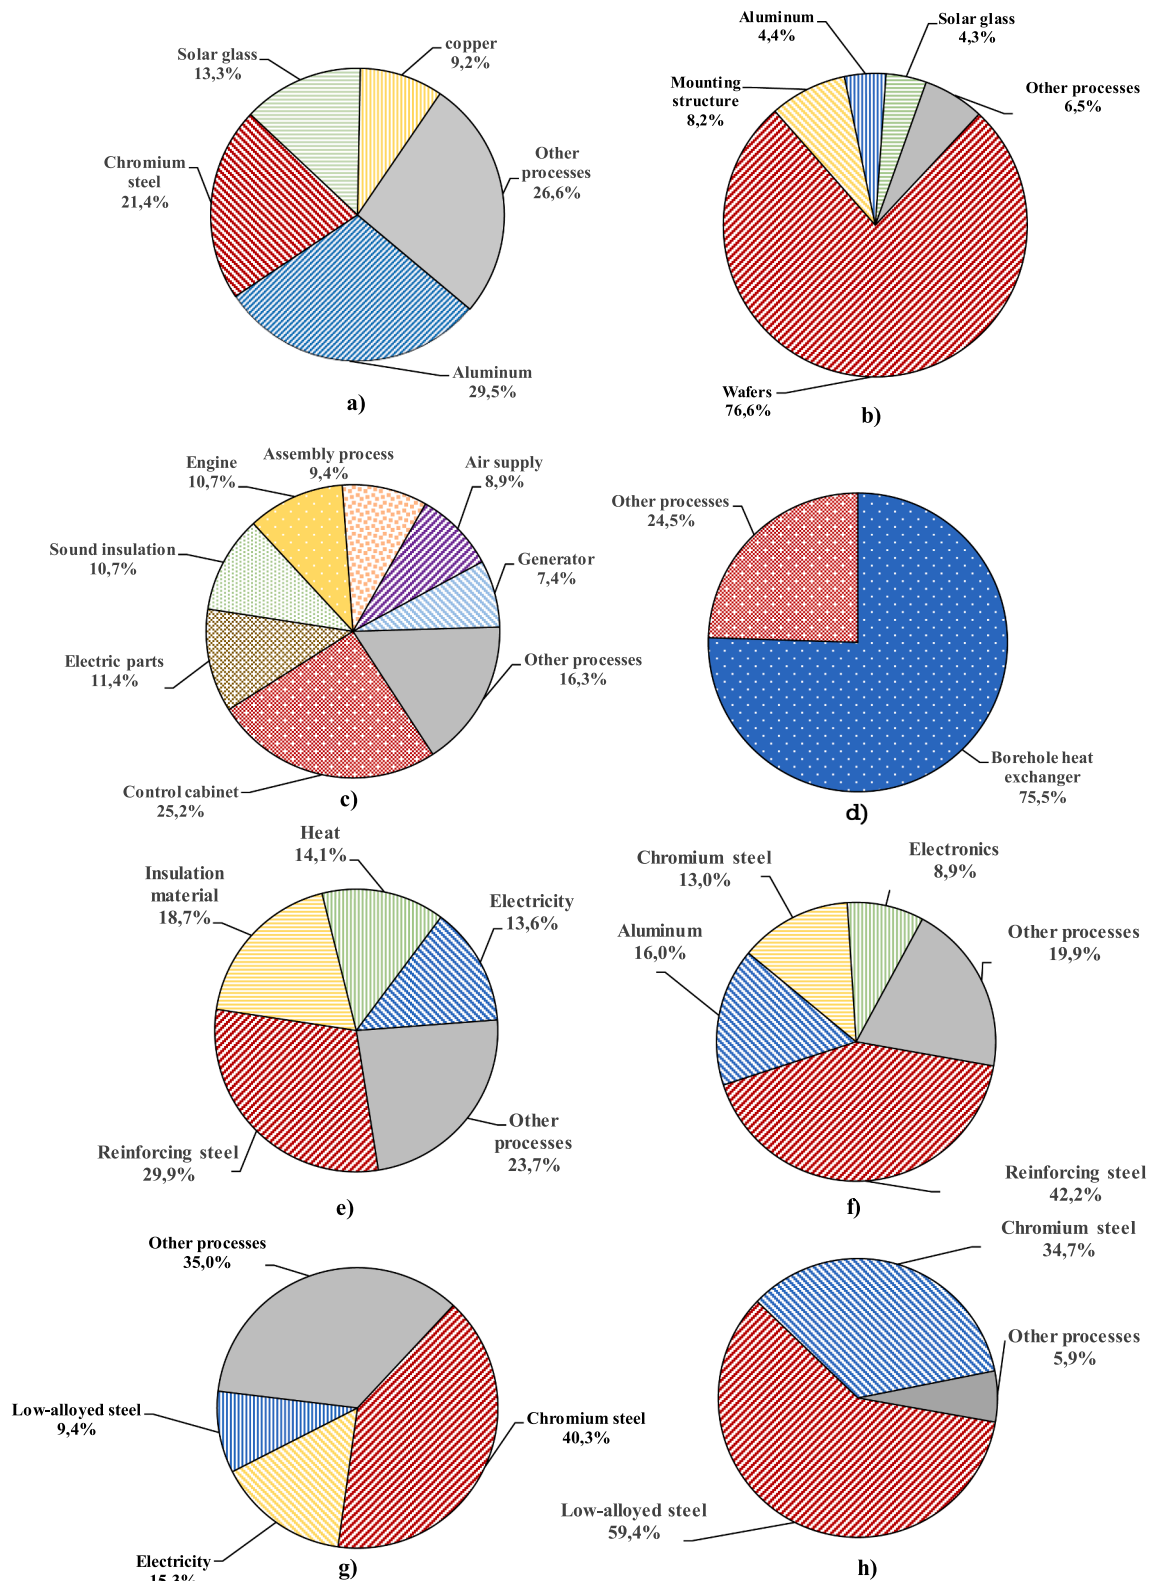 Solar glass
13,3%
copper
9,2%
Chromium
steel
21,4%
Other
processes
26,6%
Aluminum
29,5%
a)
Aluminum
4,4%
Solar glass
4,3%
Mounting
structure
8,2%
Other processes
6,5%
Wafers
76,6%
b)
Engine
10,7%
Assembly process
9,4%
Air supply
8,9%
Sound insulation
10,7%
Generator
7,4%
Electric parts
11,4%
Other processes
16,3%
Control cabinet
25,2%
c)
Other processes
24,5%
Borehole heat
exchanger
75,5%
d)
Heat
14,1%
Insulation
material
18,7%
Electricity
13,6%
Reinforcing steel
29,9%
Other
processes
23,7%
e)
Chromium steel
13,0%
Electronics
8,9%
Aluminum
16,0%
Other processes
19,9%
Reinforcing steel
42,2%
f)
Other processes
35,0%
Low-alloyed steel
9,4%
Chromium steel
40,3%
Electricity
15,3%
g)
Chromium steel
34,7%
Other processes
5,9%
Low-alloyed steel
59,4%
h)